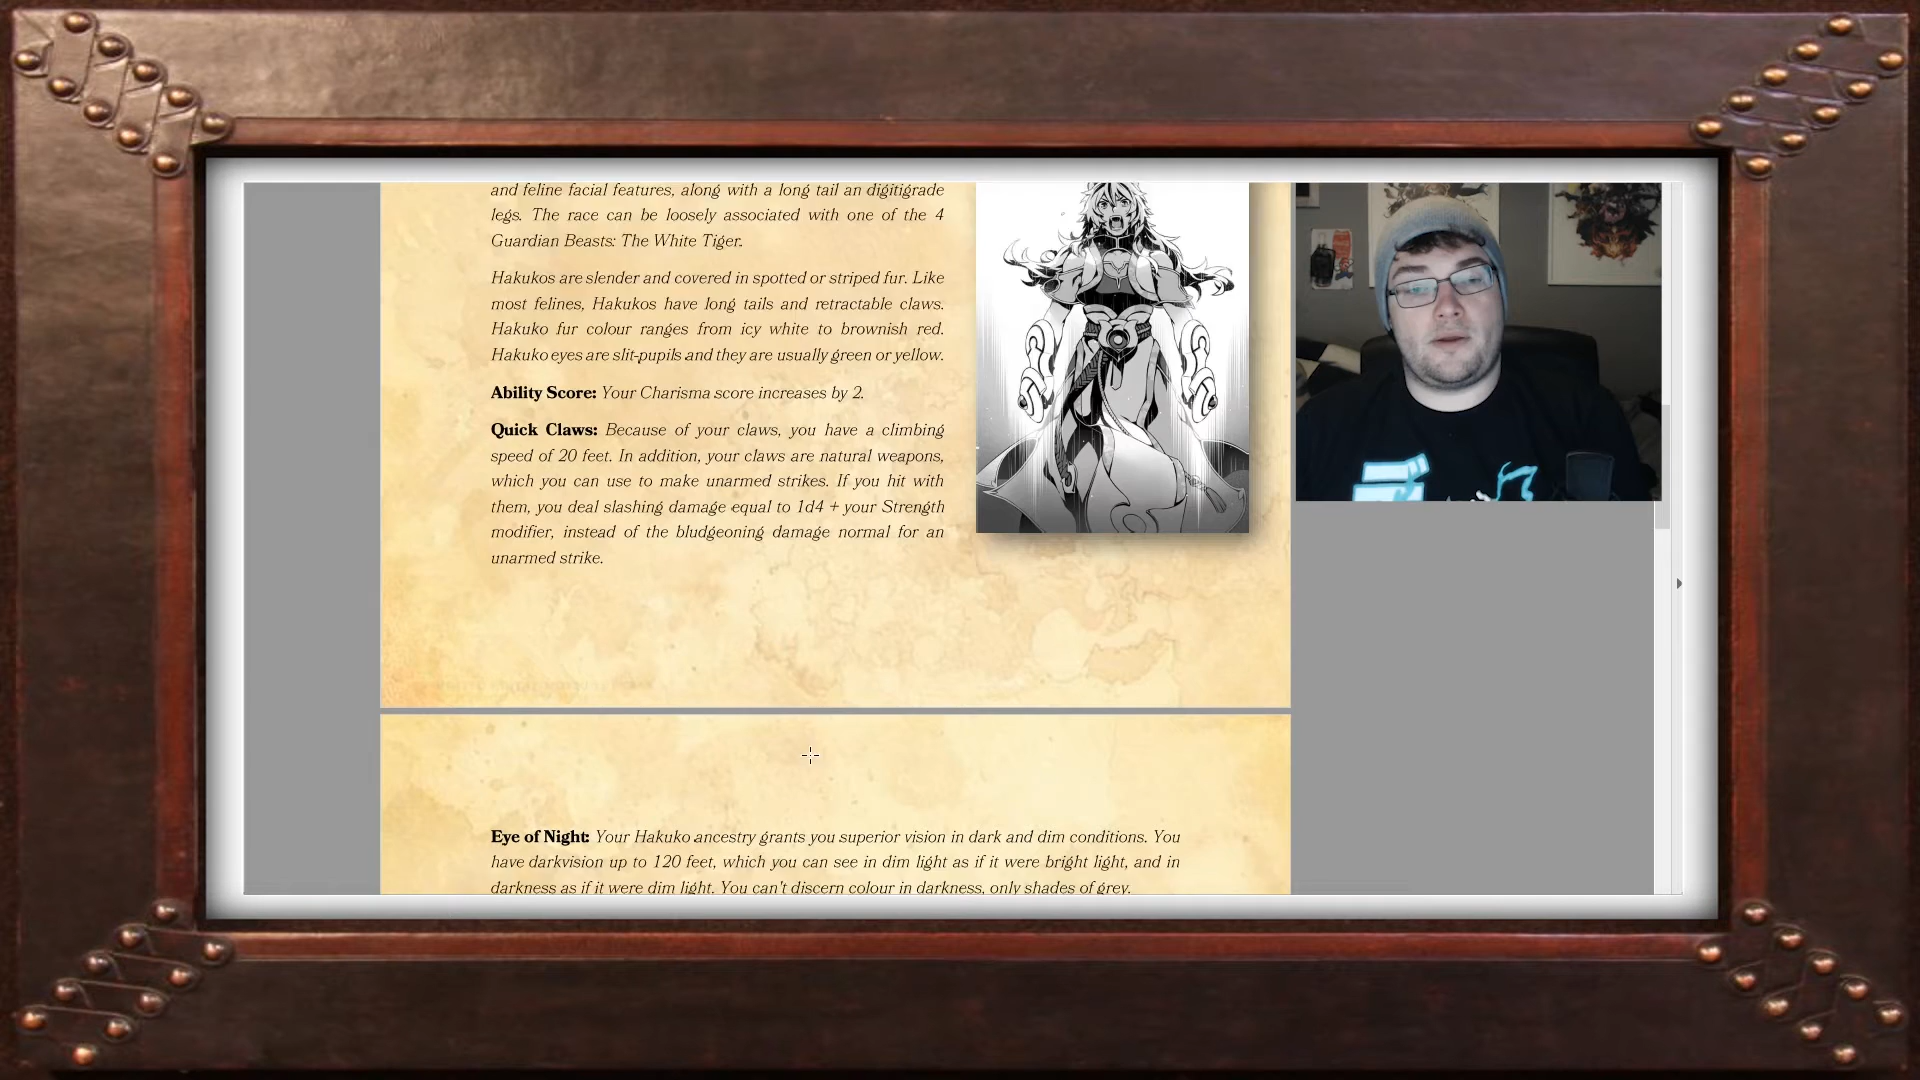 and feline facial features, along with a long tail an digitigrade
legs. The race can be loosely associated with one of the 4
Guardian Beasts: The White Tiger.
Hakukos are slender and covered in spotted or striped fur. Like
most felines, Hakukos have long tails and retractable claws.
Hakuko fur colour ranges from icy white to brownish red.
Hakuko eyes are slit-pupils and they are usually green or yellow.
Ability Score: Your Charisma score increases by 2.
Quick Claws: Because of your claws, you have a climbing
speed of 20 feet. In addition, your claws are natural weapons,
which you can use to make unarmed strikes. If you hit with
them, you deal slashing damage equal to 1d4 + your Strength
modifier, instead of the bludgeoning damage normal for an
unarmed strike.
Eye of Night: Your Hakuko ancestry grants you superior vision in dark and dim conditions. You
have darkvision up to 120 feet, which you can see in dim light as if it were bright light, and in
darkness as if it were dim light. You can't discern colour in darkness, only shades of grey.